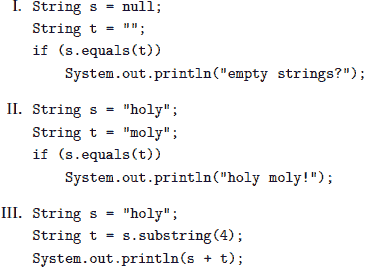 I. String s = null;
String t = "";
if (s.equals(t))
System.out.println("empty strings?");
II. String s = "holy";
String t = "moly";
if (s.equals(t))
System.out.println("holy moly!");
III. String s = "holy";
String t = s.substring(4);
System.out.println(s + t);